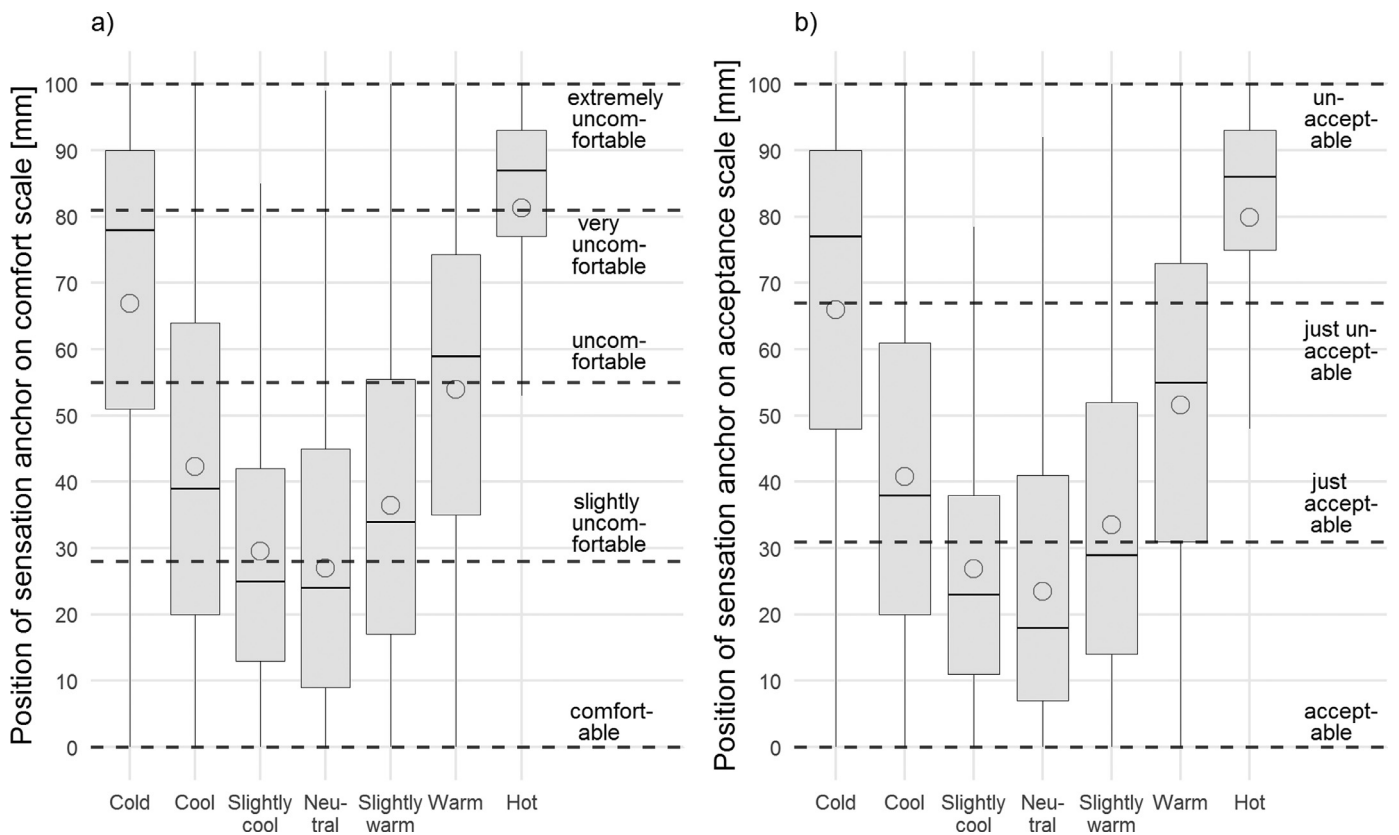 a)
Position of sensation anchor on comfort scale [mm]
100
90
80
70
60
50
40
30
20
10
0
extremely
uncom-
fortable
very
uncom-
fortable
uncom-
fortable
slightly
uncom-
fortable
comfort-
able
Cold Cool Slightly Neu- Slightly Warm Hot
cool tral warm
b)
Position of sensation anchor on acceptance scale [mm]
100
90
80
70
60
50
40
30
20
10
0
un-
accept-
able
just un-
accept-
able
just
accept-
able
accept-
able
Cold Cool Slightly Neu- Slightly Warm Hot
cool tral warm